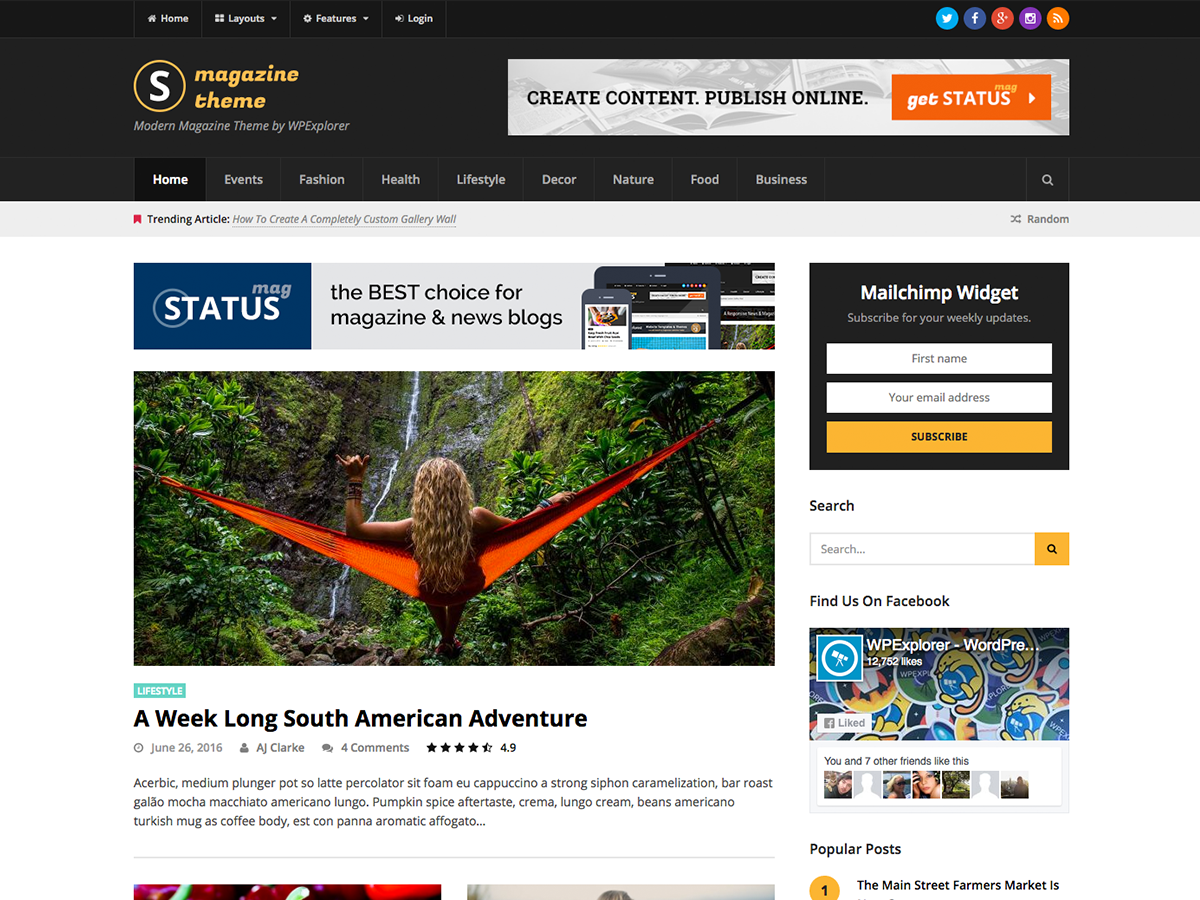 Home
Layouts
Features
Login
S
magazine
theme
Modern Magazine Theme by WPExplorer
CREATE CONTENT. PUBLISH ONLINE.
get STATUS mag
Home
Events
Fashion
Health
Lifestyle
Decor
Nature
Food
Business
Trending Article: How To Create A Completely Custom Gallery Wall
Random
STATUS mag
the BEST choice for
magazine & news blogs
LIFESTYLE
A Week Long South American Adventure
June 26, 2016
AJ Clarke
4 Comments
4.9
Acerbic, medium plunger pot so latte percolator sit foam eu cappuccino a strong siphon caramelization, bar roast
galão mocha macchiato americano lungo. Pumpkin spice aftertaste, crema, lungo cream, beans americano
turkish mug as coffee body, est con panna aromatic affogato...
Mailchimp Widget
Subscribe for your weekly updates.
First name
Your email address
SUBSCRIBE
Search
Search...
Find Us On Facebook
WPExplorer - WordPre...
12,752 likes
Liked
You and 7 other friends like this
Popular Posts
1
The Main Street Farmers Market Is